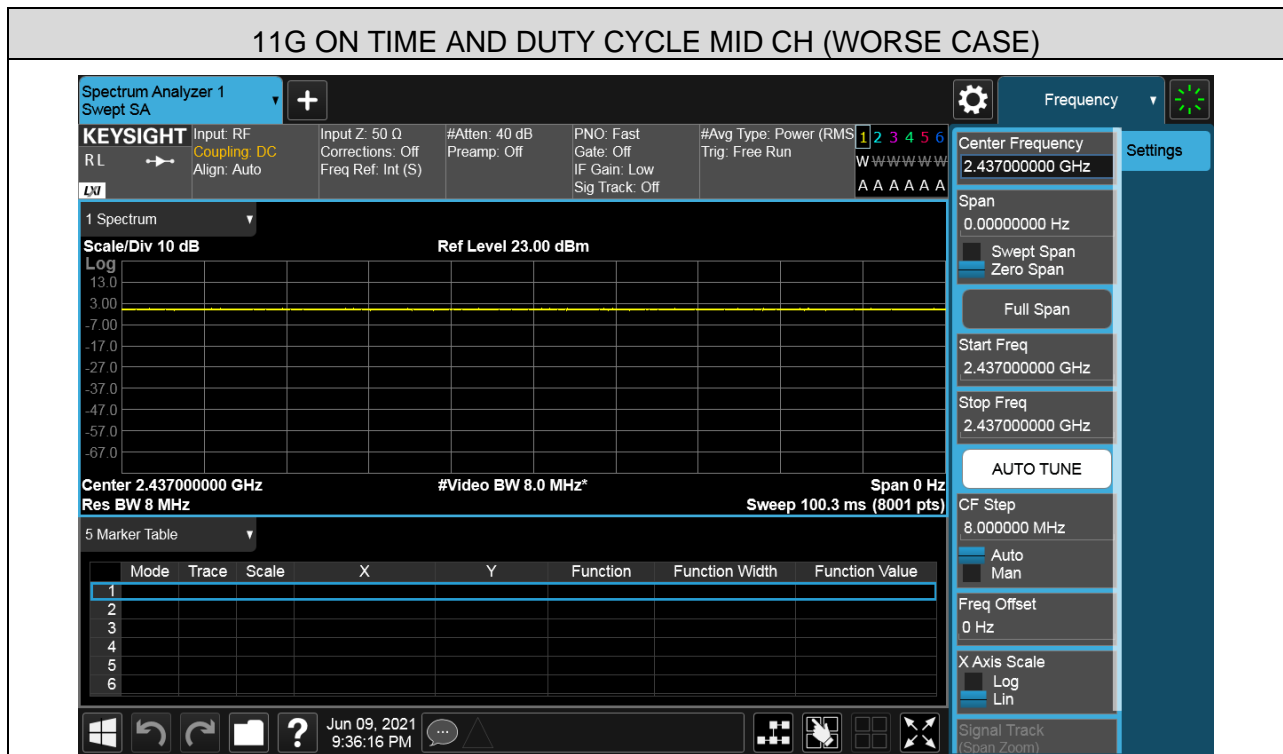 11G ON TIME AND DUTY CYCLE MID CH (WORSE CASE)
Spectrum Analyzer 1
Swept SA
Frequency
KEYSIGHT
R L
LXI
Input: RF
Coupling: DC
Align: Auto
Input Z: 50 Ω
Corrections: Off
Freq Ref: Int (S)
#Atten: 40 dB
Preamp: Off
PNO: Fast
Gate: Off
IF Gain: Low
Sig Track: Off
#Avg Type: Power (RMS
Trig: Free Run
1 2 3 4 5 6
W W W W W W
A A A A A A
1 Spectrum
Scale/Div 10 dB
Ref Level 23.00 dBm
Log
13.0
3.00
-7.00
-17.0
-27.0
-37.0
-47.0
-57.0
-67.0
Center 2.437000000 GHz
#Video BW 8.0 MHz*
Span 0 Hz
Res BW 8 MHz
Sweep 100.3 ms (8001 pts)
5 Marker Table
Mode Trace Scale X Y Function Function Width Function Value
1
2
3
4
5
6
Center Frequency
2.437000000 GHz
Settings
Span
0.00000000 Hz
Swept Span
Zero Span
Full Span
Start Freq
2.437000000 GHz
Stop Freq
2.437000000 GHz
AUTO TUNE
CF Step
8.000000 MHz
Auto
Man
Freq Offset
0 Hz
X Axis Scale
Log
Lin
Signal Track
(Span Zoom)
?
Jun 09, 2021
9:36:16 PM